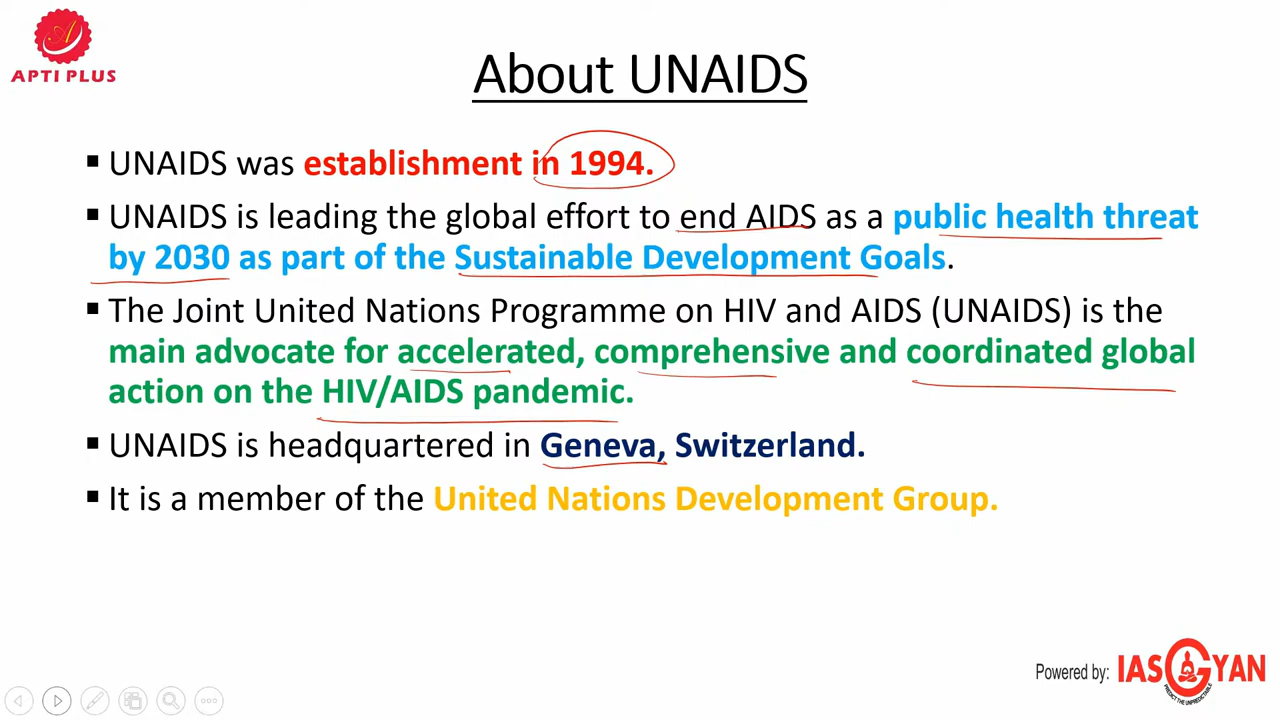 APTI PLUS
About UNAIDS
▪ UNAIDS was establishment in 1994.
▪ UNAIDS is leading the global effort to end AIDS as a public health threat
by 2030 as part of the Sustainable Development Goals.
▪ The Joint United Nations Programme on HIV and AIDS (UNAIDS) is the
main advocate for accelerated, comprehensive and coordinated global
action on the HIV/AIDS pandemic.
▪ UNAIDS is headquartered in Geneva, Switzerland.
▪ It is a member of the United Nations Development Group.
Powered by: IASGYAN
PREDICT THE UNPREDICTABLE